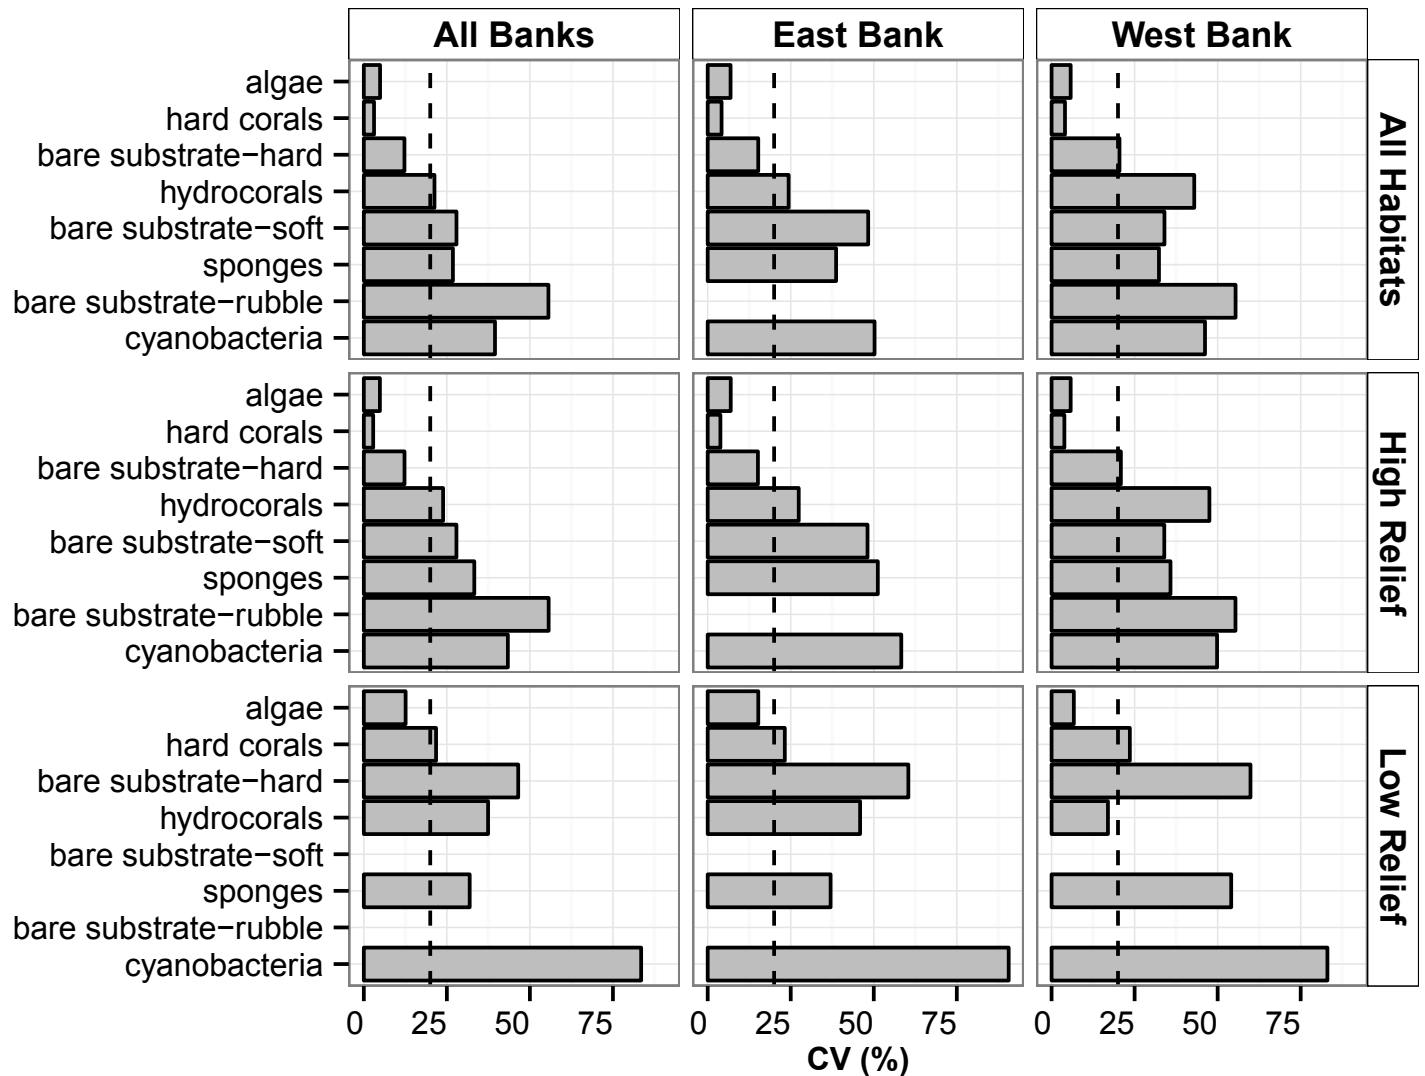 All Banks East Bank West Bank
algae
hard corals
bare substrate−hard
hydrocorals
bare substrate−soft
sponges
bare substrate−rubble
cyanobacteria
All Habitats
algae
hard corals
bare substrate−hard
hydrocorals
bare substrate−soft
sponges
bare substrate−rubble
cyanobacteria
High Relief
algae
hard corals
bare substrate−hard
hydrocorals
bare substrate−soft
sponges
bare substrate−rubble
cyanobacteria
Low Relief
0 25 50 75 0 25 50 75 0 25 50 75
CV (%)